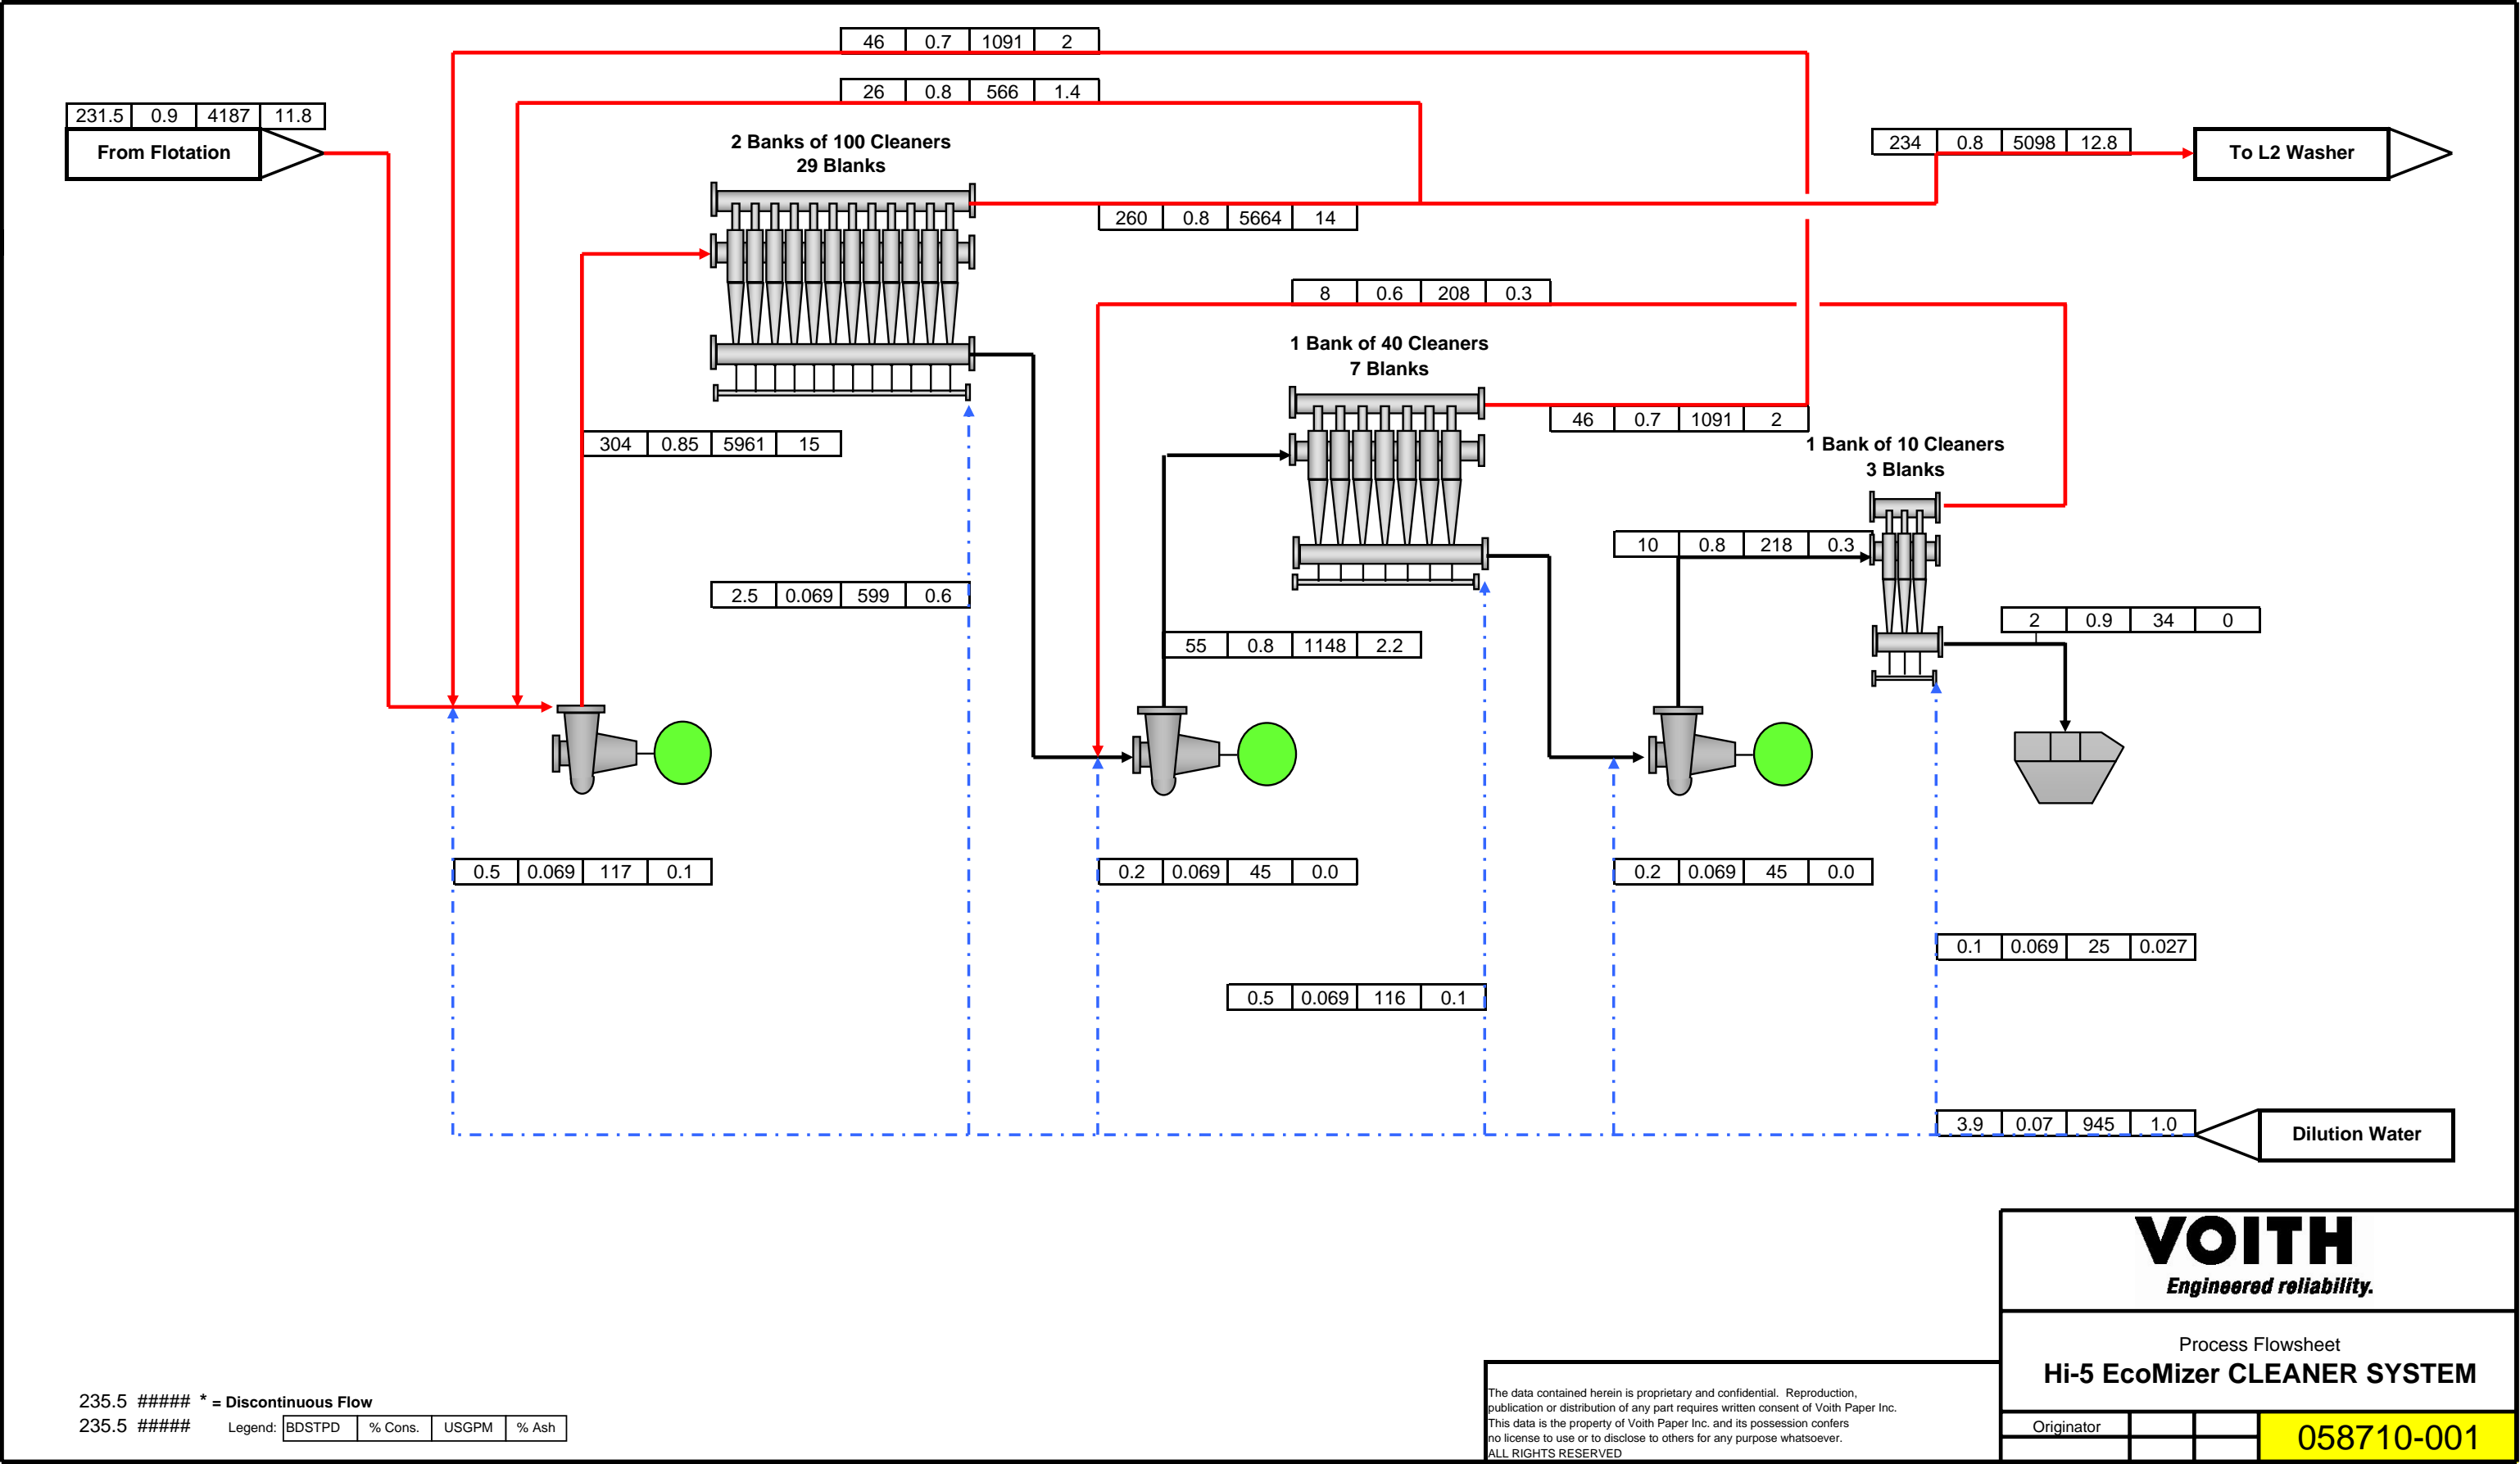 46 0.7 1091 2
26 0.8 566 1.4
231.5 0.9 4187 11.8
From Flotation
2 Banks of 100 Cleaners
29 Blanks
234 0.8 5098 12.8
To L2 Washer
260 0.8 5664 14
8 0.6 208 0.3
1 Bank of 40 Cleaners
7 Blanks
46 0.7 1091 2
304 0.85 5961 15
1 Bank of 10 Cleaners
3 Blanks
10 0.8 218 0.3
2.5 0.069 599 0.6
2 0.9 34 0
55 0.8 1148 2.2
0.5 0.069 117 0.1
0.2 0.069 45 0.0
0.2 0.069 45 0.0
0.1 0.069 25 0.027
0.5 0.069 116 0.1
3.9 0.07 945 1.0
Dilution Water
VOITH
Engineered reliability.
Process Flowsheet
Hi-5 EcoMizer CLEANER SYSTEM
235.5 ##### * = Discontinuous Flow
235.5 ##### Legend: BDSTPD % Cons. USGPM % Ash
The data contained herein is proprietary and confidential. Reproduction,
publication or distribution of any part requires written consent of Voith Paper Inc.
This data is the property of Voith Paper Inc. and its possession confers
no license to use or to disclose to others for any purpose whatsoever.
ALL RIGHTS RESERVED
Originator
058710-001